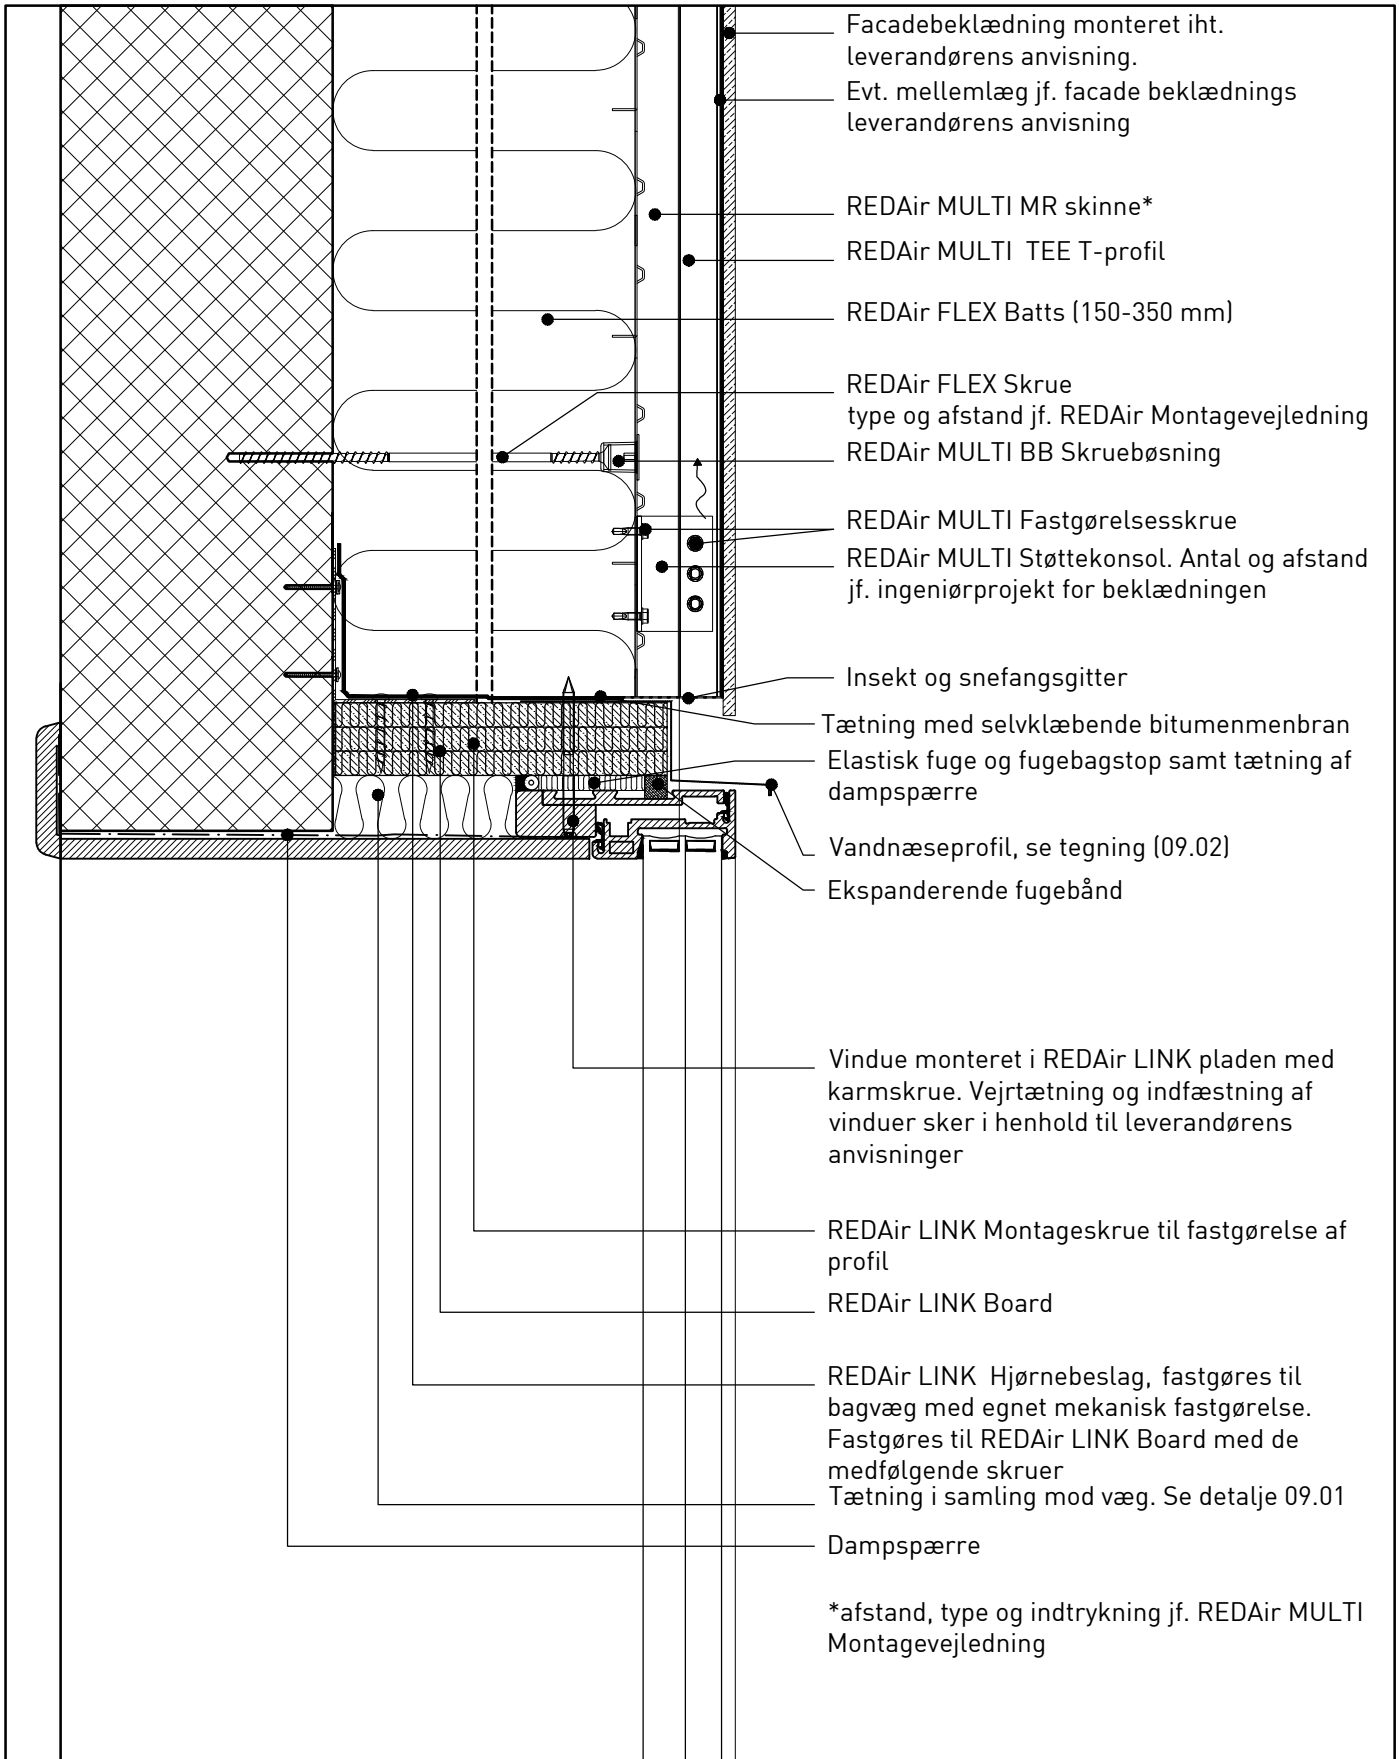 Facadebeklædning monteret iht.
leverandørens anvisning.
Evt. mellemlæg jf. facade beklædnings
leverandørens anvisning
REDAir MULTI MR skinne*
REDAir MULTI  TEE T-profil
REDAir FLEX Batts (150-350 mm)
REDAir FLEX Skrue
type og afstand jf. REDAir Montagevejledning
REDAir MULTI BB Skruebøsning
REDAir MULTI Fastgørelsesskrue
REDAir MULTI Støttekonsol. Antal og afstand
jf. ingeniørprojekt for beklædningen
Insekt og snefangsgitter
Tætning med selvklæbende bitumenmenbran
Elastisk fuge og fugebagstop samt tætning af
dampspærre
Vandnæseprofil, se tegning (09.02)
Ekspanderende fugebånd
Vindue monteret i REDAir LINK pladen med
karmskrue. Vejrtætning og indfæstning af
vinduer sker i henhold til leverandørens
anvisninger
REDAir LINK Montageskrue til fastgørelse af
profil
REDAir LINK Board
REDAir LINK  Hjørnebeslag, fastgøres til
bagvæg med egnet mekanisk fastgørelse.
Fastgøres til REDAir LINK Board med de
medfølgende skruer
Tætning i samling mod væg. Se detalje 09.01
Dampspærre
*afstand, type og indtrykning jf. REDAir MULTI
Montagevejledning